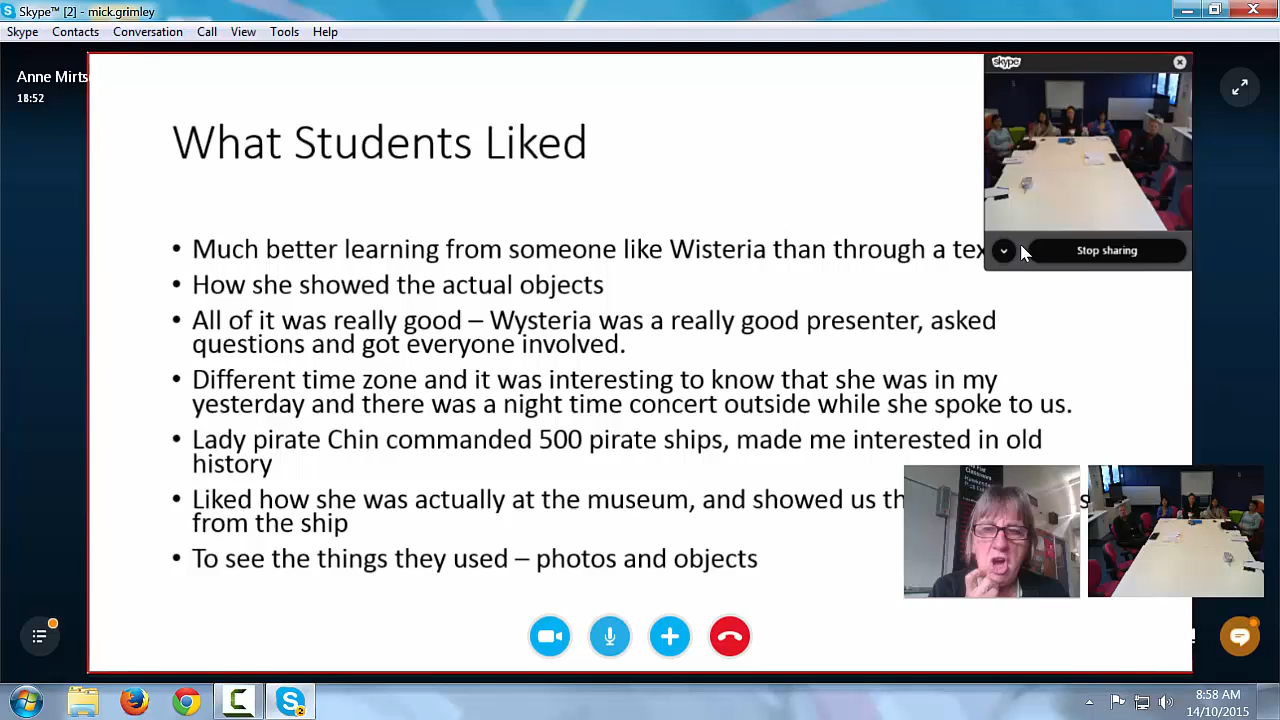 Skype™ [2] - mick.grimley
Skype Contacts Conversation Call View Tools Help
Anne Mirts
18:52
skype
Stop sharing
What Students Liked
• Much better learning from someone like Wisteria than through a tex
• How she showed the actual objects
• All of it was really good – Wysteria was a really good presenter, asked
questions and got everyone involved.
• Different time zone and it was interesting to know that she was in my
yesterday and there was a night time concert outside while she spoke to us.
• Lady pirate Chin commanded 500 pirate ships, made me interested in old
history
• Liked how she was actually at the museum, and showed us th s
from the ship
• To see the things they used – photos and objects
8:58 AM
14/10/2015